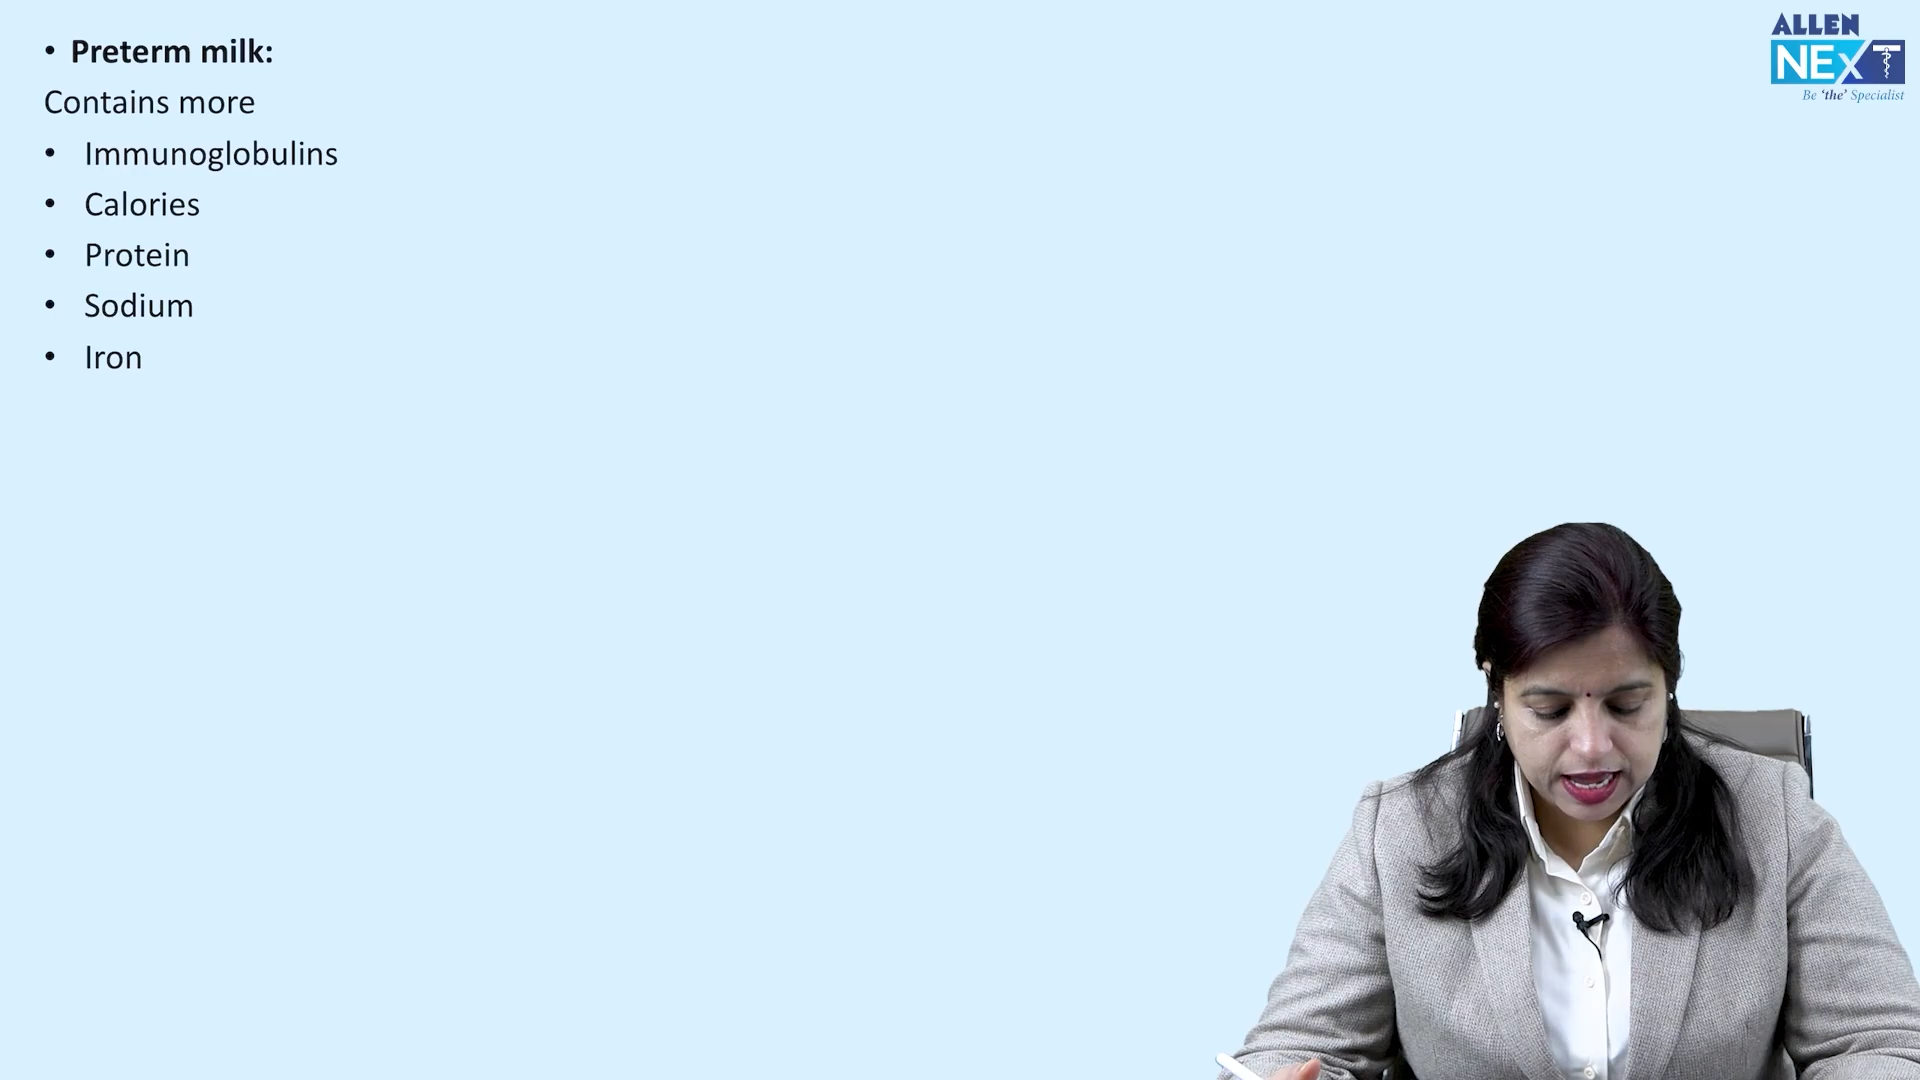 • Preterm milk:
Contains more
• Immunoglobulins
• Calories
• Protein
• Sodium
• Iron
ALLEN
NEXT
Be 'the' Specialist